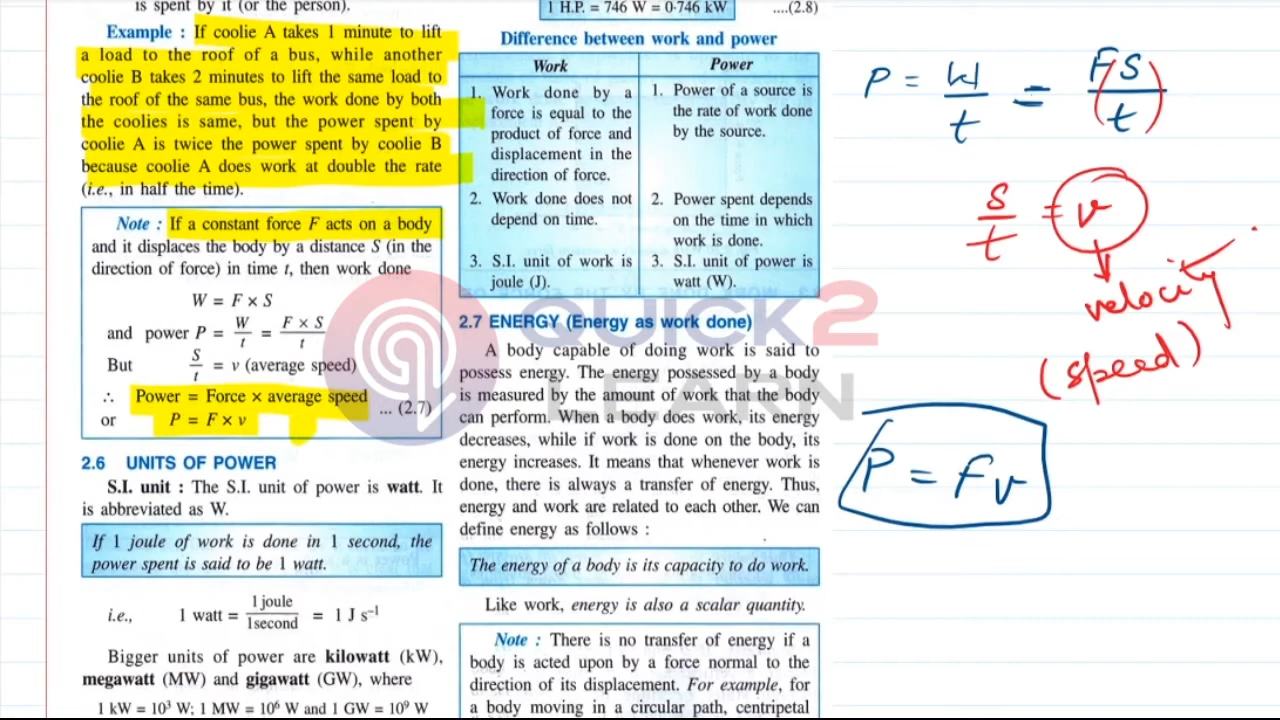 is spent by it (or the person).
Example : If coolie A takes 1 minute to lift
a load to the roof of a bus, while another
coolie B takes 2 minutes to lift the same load to
the roof of the same bus, the work done by both
the coolies is same, but the power spent by
coolie A is twice the power spent by coolie B
because coolie A does work at double the rate
(i.e., in half the time).
Note : If a constant force F acts on a body
and it displaces the body by a distance S (in the
direction of force) in time t, then work done
W = F × S
and power P = W/t = F × S/t
But S/t = v (average speed)
∴ Power = Force × average speed
or P = F × v ... (2.7)
2.6 UNITS OF POWER
S.I. unit : The S.I. unit of power is watt. It
is abbreviated as W.
If 1 joule of work is done in 1 second, the
power spent is said to be 1 watt.
i.e., 1 watt = 1 joule/1second = 1 J s⁻¹
Bigger units of power are kilowatt (kW),
megawatt (MW) and gigawatt (GW), where
1 kW = 10³ W; 1 MW = 10⁶ W and 1 GW = 10⁹ W
1 H.P. = 746 W = 0·746 kW ....(2.8)
Difference between work and power
Work Power
1. Work done by a
force is equal to the
product of force and
displacement in the
direction of force.
1. Power of a source is
the rate of work done
by the source.
2. Work done does not
depend on time.
2. Power spent depends
on the time in which
work is done.
3. S.I. unit of work is
joule (J).
3. S.I. unit of power is
watt (W).
2.7 ENERGY (Energy as work done)
A body capable of doing work is said to
possess energy. The energy possessed by a body
is measured by the amount of work that the body
can perform. When a body does work, its energy
decreases, while if work is done on the body, its
energy increases. It means that whenever work is
done, there is always a transfer of energy. Thus,
energy and work are related to each other. We can
define energy as follows :
The energy of a body is its capacity to do work.
Like work, energy is also a scalar quantity.
Note : There is no transfer of energy if a
body is acted upon by a force normal to the
direction of its displacement. For example, for
a body moving in a circular path, centripetal
QUICK2
LEARN
P = W/t = F(S/t)
s/t = v
velocity
(speed)
P = Fv